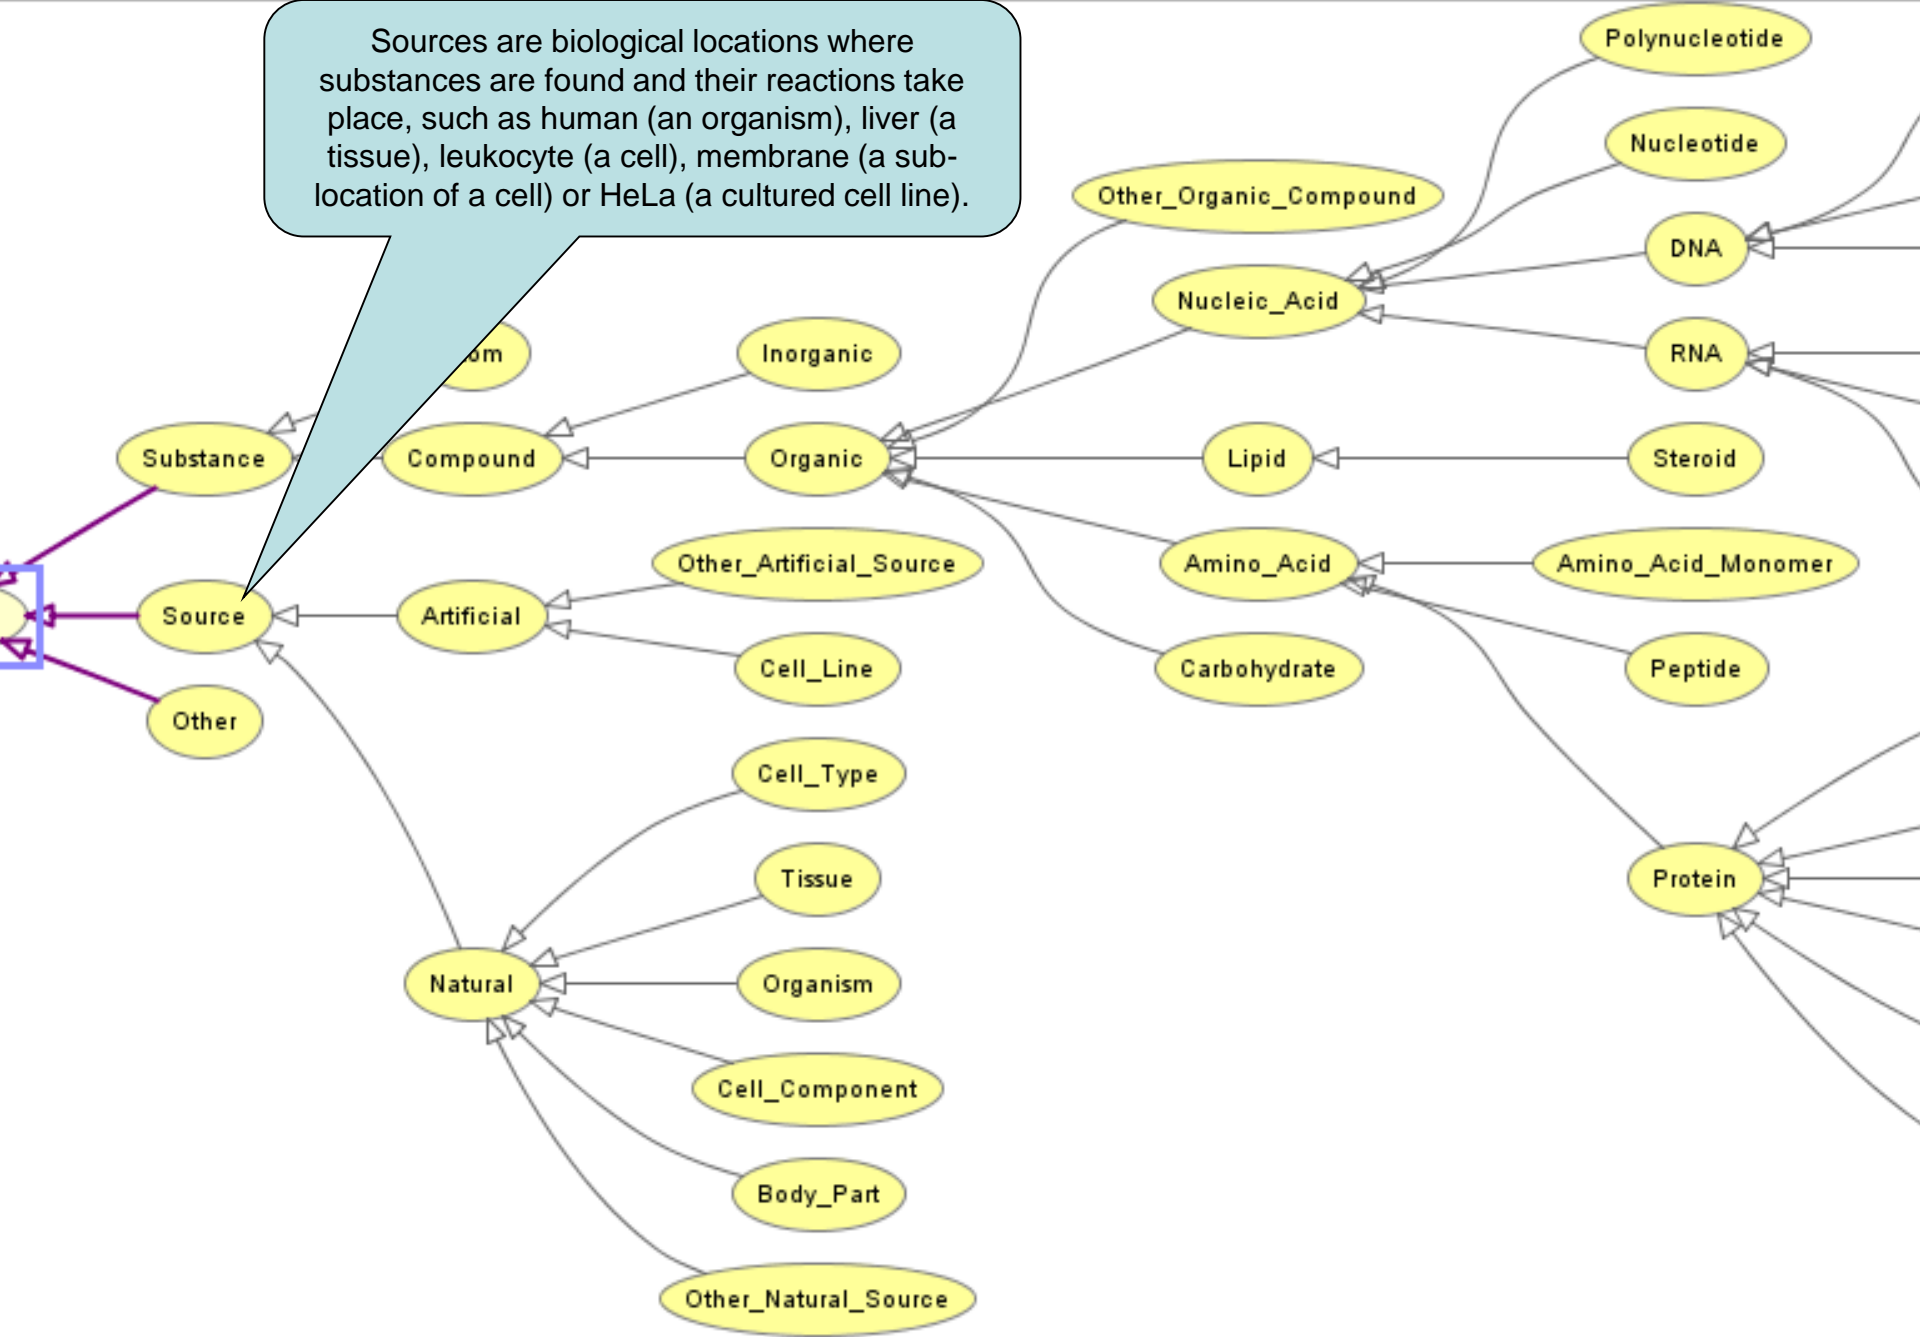 Sources are biological locations where
substances are found and their reactions take
place, such as human (an organism), liver (a
tissue), leukocyte (a cell), membrane (a sub-
location of a cell) or HeLa (a cultured cell line).
Polynucleotide
Nucleotide
Other_Organic_Compound
DNA
Nucleic_Acid
Inorganic
RNA
Substance
Compound
Organic
Lipid
Steroid
Other_Artificial_Source
Amino_Acid
Amino_Acid_Monomer
Source
Artificial
Cell_Line
Carbohydrate
Peptide
Other
Cell_Type
Tissue
Protein
Natural
Organism
Cell_Component
Body_Part
Other_Natural_Source